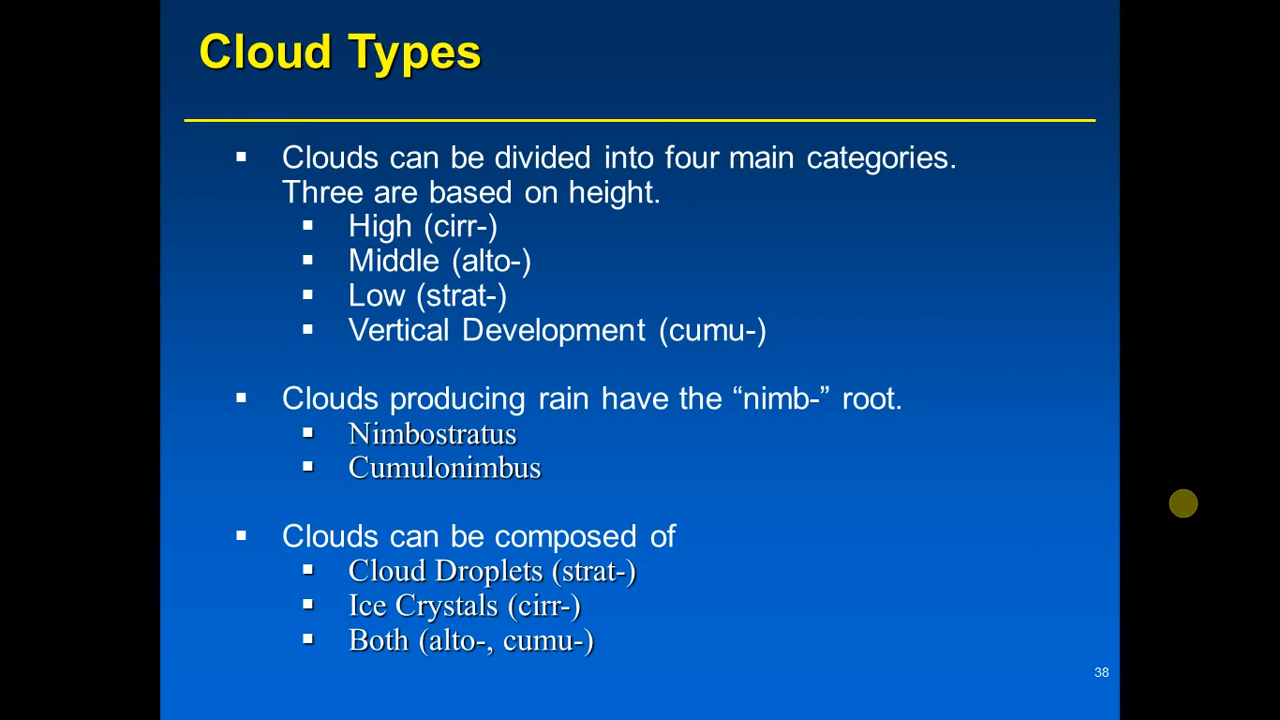 Cloud Types
▪ Clouds can be divided into four main categories.
Three are based on height.
▪ High (cirr-)
▪ Middle (alto-)
▪ Low (strat-)
▪ Vertical Development (cumu-)
▪ Clouds producing rain have the “nimb-” root.
▪ Nimbostratus
▪ Cumulonimbus
▪ Clouds can be composed of
▪ Cloud Droplets (strat-)
▪ Ice Crystals (cirr-)
▪ Both (alto-, cumu-)
38